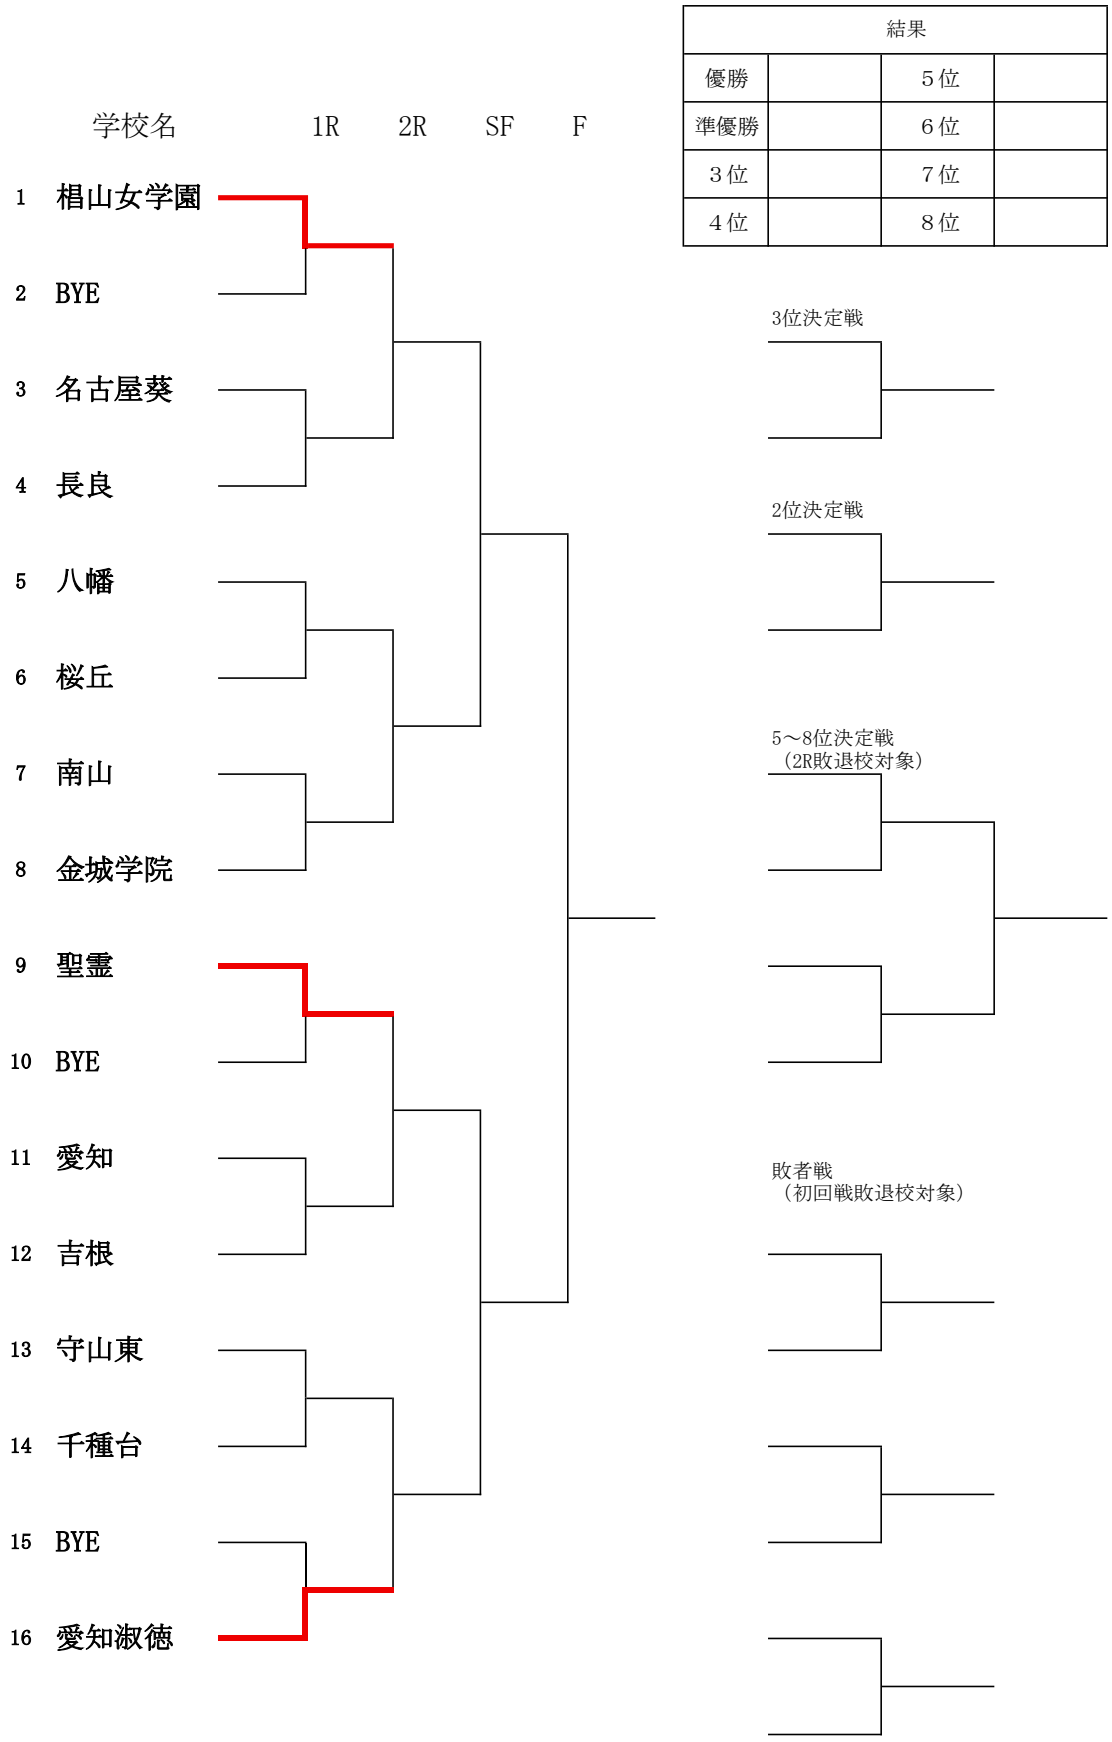 結果
優勝 5位
準優勝 6位
3位 7位
4位 8位
学校名 1R 2R SF F
1 椙山女学園
2 BYE
3 名古屋葵
4 長良
5 八幡
6 桜丘
7 南山
8 金城学院
9 聖霊
10 BYE
11 愛知
12 吉根
13 守山東
14 千種台
15 BYE
16 愛知淑徳
3位決定戦
2位決定戦
5～8位決定戦
（2R敗退校対象）
敗者戦
（初回戦敗退校対象）